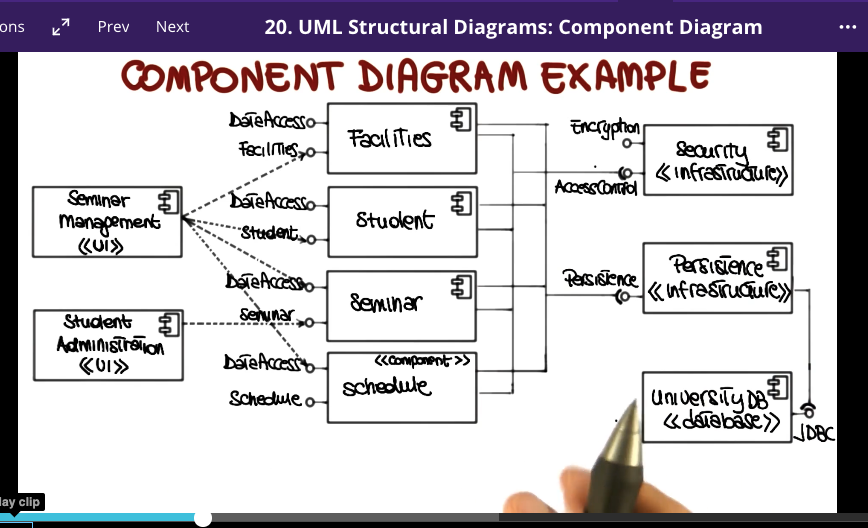 ons
Prev
Next
20. UML Structural Diagrams: Component Diagram
COMPONENT DIAGRAM EXAMPLE
DateAccess
Facilities
Facilities
Encryption
Security
<<infrastructure>>
AccessControl
Seminar
Management
<<UI>>
DateAccess
Student
Student
DateAccess
Seminar
Seminar
Persistence
Persistence
<<infrastructure>>
Student
Administration
<<UI>>
DateAccess
Schedule
<<component>>
schedule
University DB
<<database>>
JDBC
lay clip